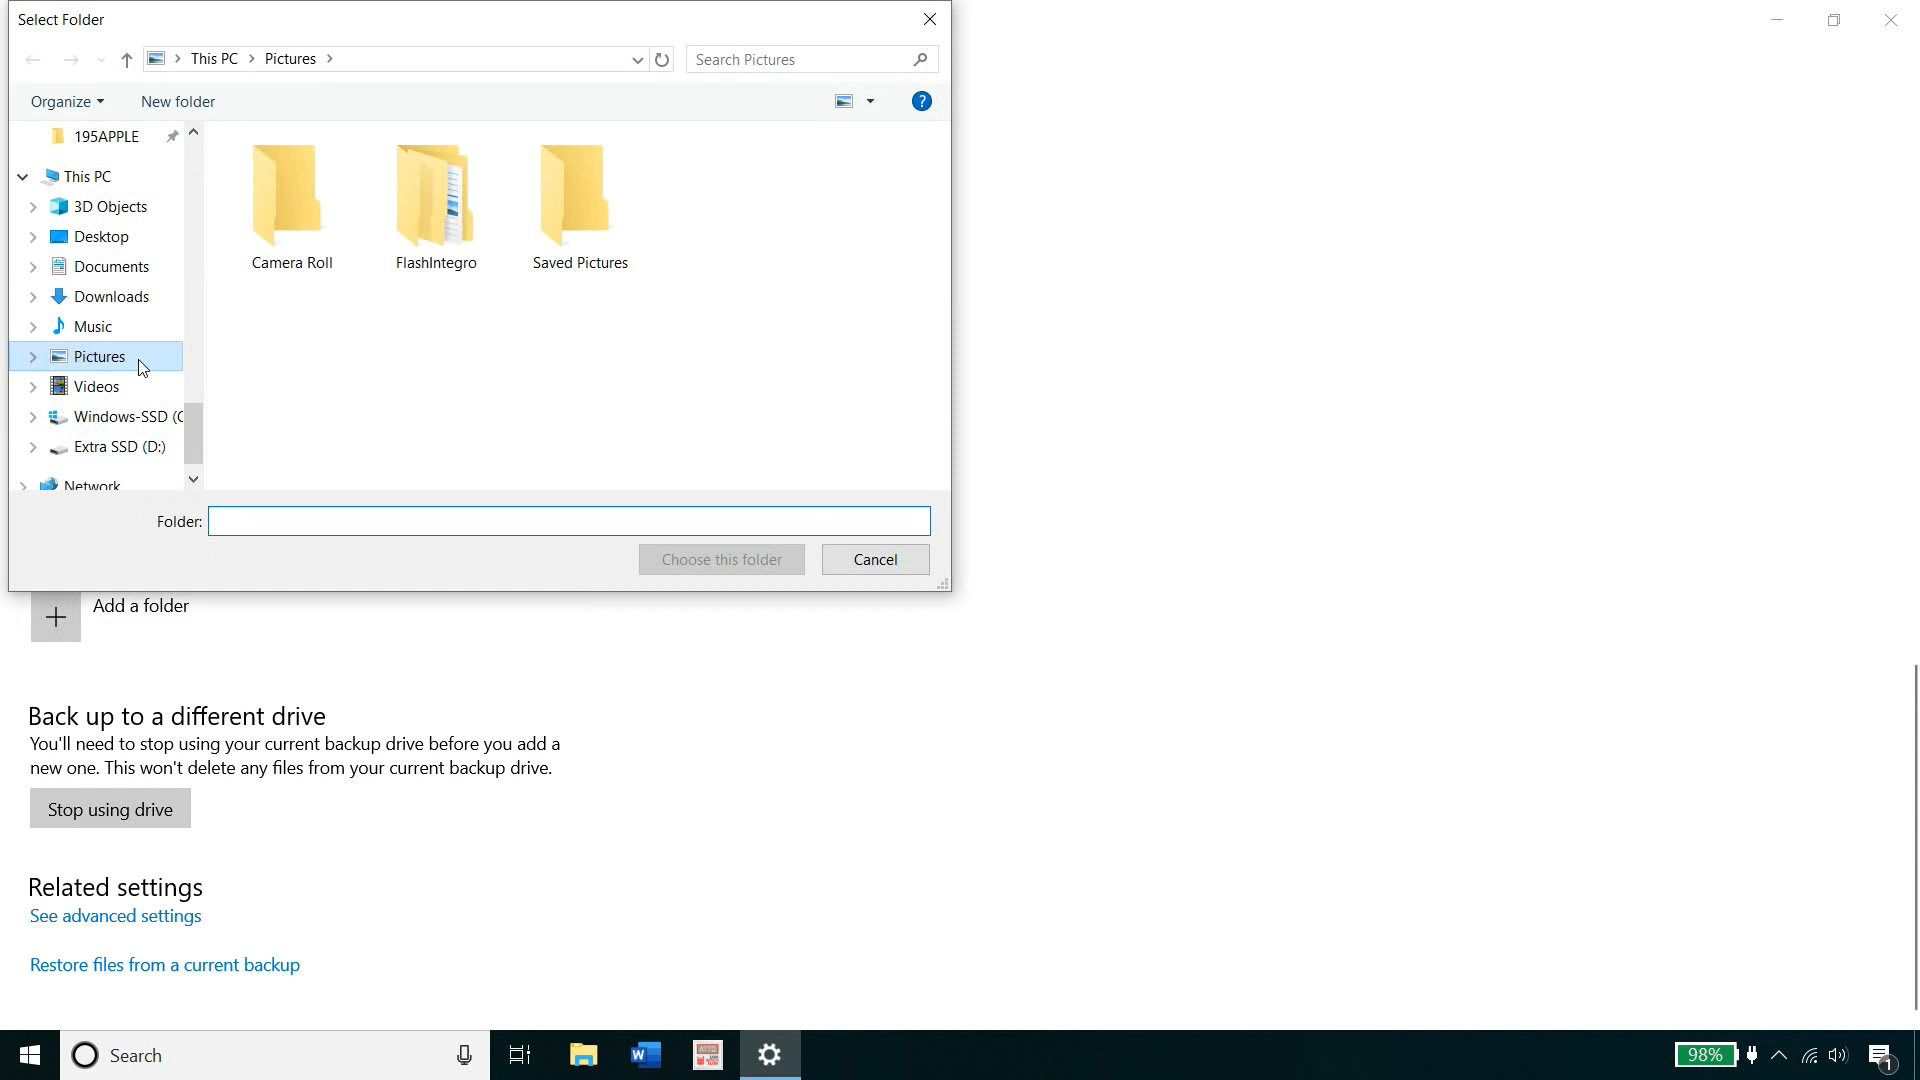 Select Folder
This PC
Pictures
Search Pictures
Organize
New folder
?
195APPLE
This PC
3D Objects
Desktop
Documents
Downloads
Music
Pictures
Videos
Windows-SSD (C
Extra SSD (D:)
Network
Camera Roll
FlashIntegro
Saved Pictures
Folder:
Choose this folder
Cancel
Add a folder
Back up to a different drive
You'll need to stop using your current backup drive before you add a
new one. This won't delete any files from your current backup drive.
Stop using drive
Related settings
See advanced settings
Restore files from a current backup
Search
W
98%
1